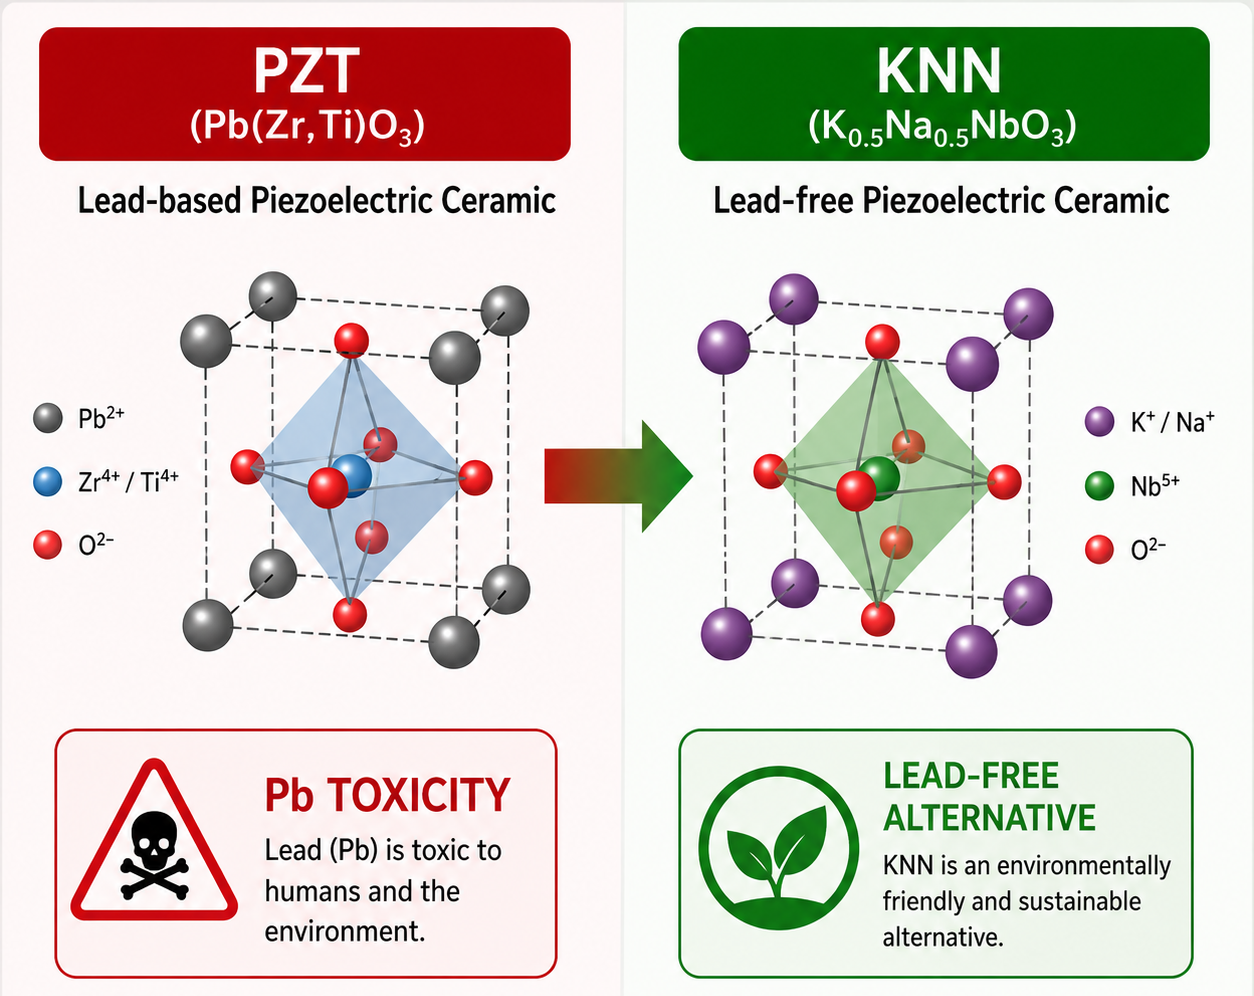 PZT
(Pb(Zr,Ti)O₃)
Lead-based Piezoelectric Ceramic
Pb²⁺
Zr⁴⁺ / Ti⁴⁺
O²⁻
Pb TOXICITY
Lead (Pb) is toxic to
humans and the
environment.
KNN
(K₀.₅Na₀.₅NbO₃)
Lead-free Piezoelectric Ceramic
K⁺ / Na⁺
Nb⁵⁺
O²⁻
LEAD-FREE
ALTERNATIVE
KNN is an environmentally
friendly and sustainable
alternative.